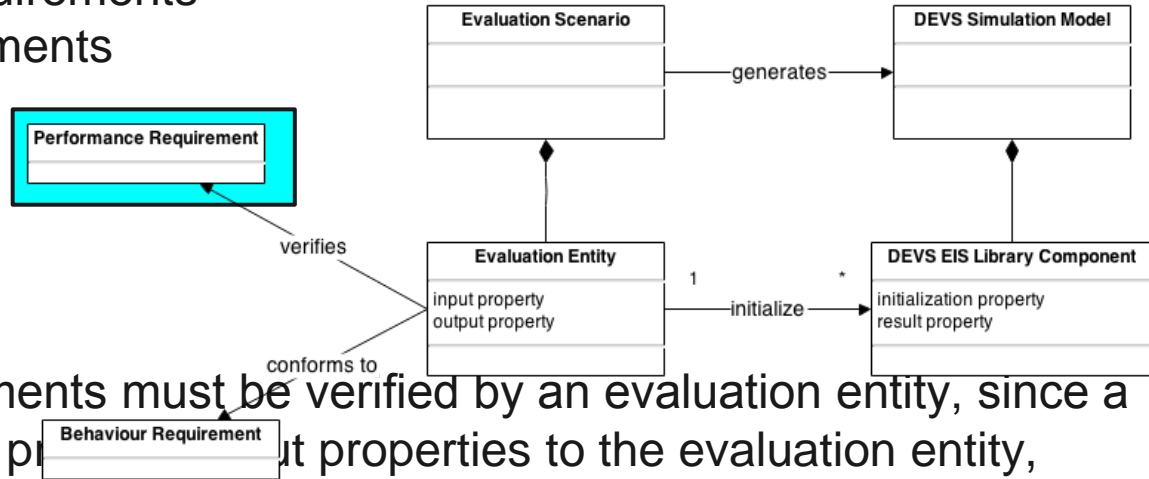 uirements
ments
Evaluation Scenario
DEVS Simulation Model
generates
Performance Requirement
verifies
Evaluation Entity
input property
output property
1
*
initialize
DEVS EIS Library Component
initialization property
result property
conforms to
ments must be verified by an evaluation entity, since a
Behaviour Requirement
pr ut properties to the evaluation entity,